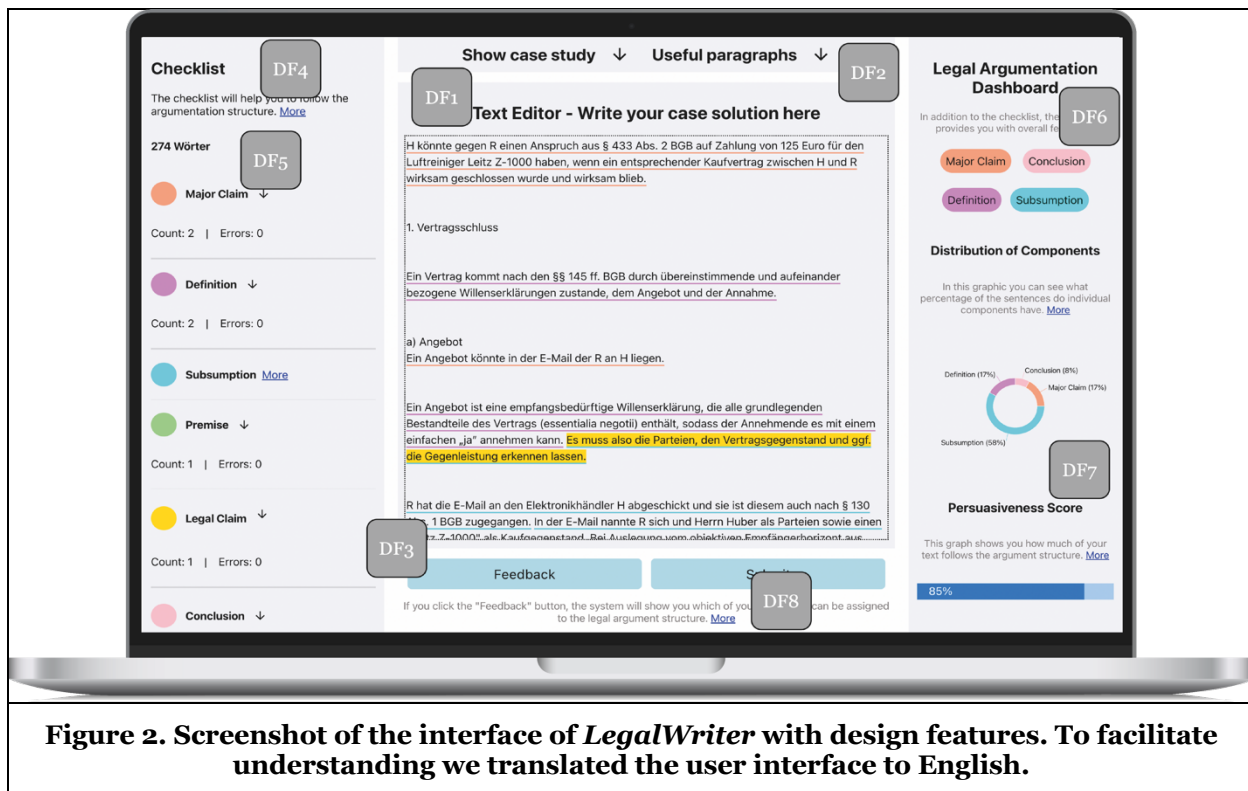 Checklist
DF4
The checklist will help you to follow the
argumentation structure. More
274 Wörter
DF5
Major Claim ↓
Count: 2 | Errors: 0
Definition ↓
Count: 2 | Errors: 0
Subsumption More
Premise ↓
Count: 1 | Errors: 0
Legal Claim ↓
Count: 1 | Errors: 0
Conclusion ↓
Show case study ↓ Useful paragraphs ↓
DF2
DF1
Text Editor - Write your case solution here
H könnte gegen R einen Anspruch aus § 433 Abs. 2 BGB auf Zahlung von 125 Euro für den
Luftreiniger Leitz Z-1000 haben, wenn ein entsprechender Kaufvertrag zwischen H und R
wirksam geschlossen wurde und wirksam blieb.
1. Vertragsschluss
Ein Vertrag kommt nach den §§ 145 ff. BGB durch übereinstimmende und aufeinander
bezogene Willenserklärungen zustande, dem Angebot und der Annahme.
a) Angebot
Ein Angebot könnte in der E-Mail der R an H liegen.
Ein Angebot ist eine empfangsbedürftige Willenserklärung, die alle grundlegenden
Bestandteile des Vertrags (essentialia negotii) enthält, sodass der Annehmende es mit einem
einfachen „ja" annehmen kann. Es muss also die Parteien, den Vertragsgegenstand und ggf.
die Gegenleistung erkennen lassen.
R hat die E-Mail an den Elektronikhändler H abgeschickt und sie ist diesem auch nach § 130
1 BGB zugegangen. In der E-Mail nannte R sich und Herrn Huber als Parteien sowie einen
Z-1000" als Kaufgegenstand. Bei Auslegung vom objektiven Empfängerhorizont aus
DF3
Feedback
DF8
If you click the "Feedback" button, the system will show you which of can be assigned
to the legal argument structure. More
Legal Argumentation
Dashboard
DF6
In addition to the checklist, the
provides you with overall
Major Claim Conclusion
Definition Subsumption
Distribution of Components
In this graphic you can see what
percentage of the sentences do individual
components have. More
Conclusion (8%)
Definition (17%)
Major Claim (17%)
Subsumption (58%)
DF7
Persuasiveness Score
This graph shows you how much of your
text follows the argument structure. More
85%
Figure 2. Screenshot of the interface of LegalWriter with design features. To facilitate
understanding we translated the user interface to English.